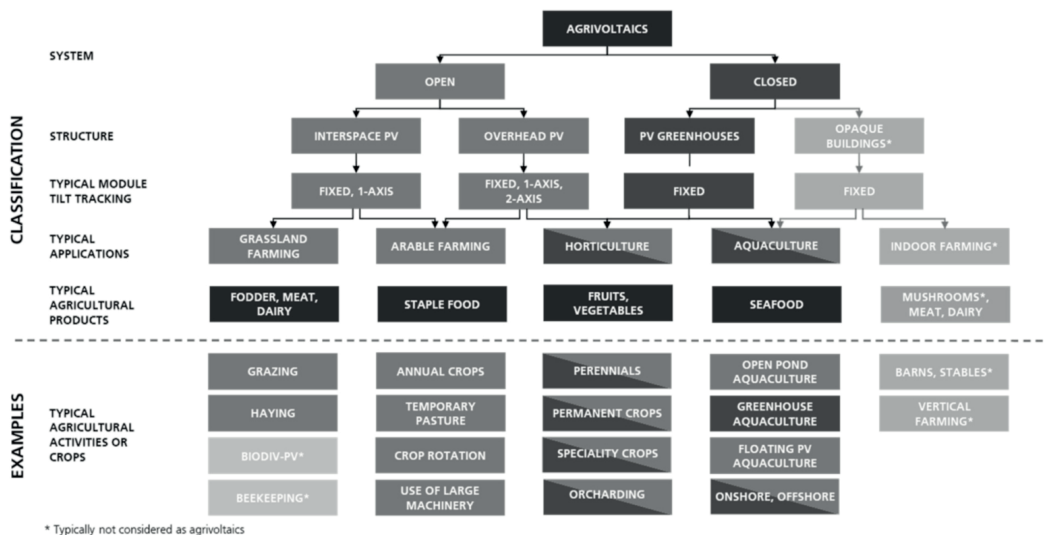 AGRIVOLTAICS
SYSTEM
OPEN
CLOSED
CLASSIFICATION
STRUCTURE
INTERSPACE PV
OVERHEAD PV
PV GREENHOUSES
OPAQUE
BUILDINGS*
TYPICAL MODULE
TILT TRACKING
FIXED, 1-AXIS
FIXED, 1-AXIS,
2-AXIS
FIXED
FIXED
TYPICAL
APPLICATIONS
GRASSLAND
FARMING
ARABLE FARMING
HORTICULTURE
AQUACULTURE
INDOOR FARMING*
TYPICAL
AGRICULTURAL
PRODUCTS
FODDER, MEAT,
DAIRY
STAPLE FOOD
FRUITS,
VEGETABLES
SEAFOOD
MUSHROOMS*,
MEAT, DAIRY
EXAMPLES
TYPICAL
AGRICULTURAL
ACTIVITIES OR
CROPS
GRAZING
ANNUAL CROPS
PERENNIALS
OPEN POND
AQUACULTURE
BARNS, STABLES*
HAYING
TEMPORARY
PASTURE
PERMANENT CROPS
GREENHOUSE
AQUACULTURE
VERTICAL
FARMING*
BIODIV-PV*
CROP ROTATION
SPECIALITY CROPS
FLOATING PV
AQUACULTURE
BEEKEEPING*
USE OF LARGE
MACHINERY
ORCHARDING
ONSHORE, OFFSHORE
* Typically not considered as agrivoltaics